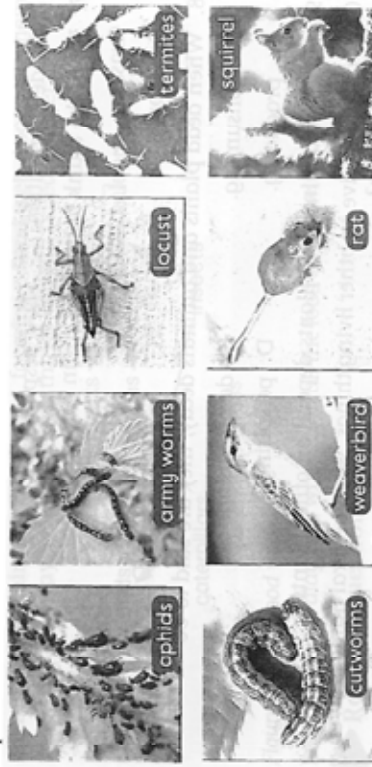 aphids
army worms
locust
termites
cutworms
weaverbird
rat
squirrel